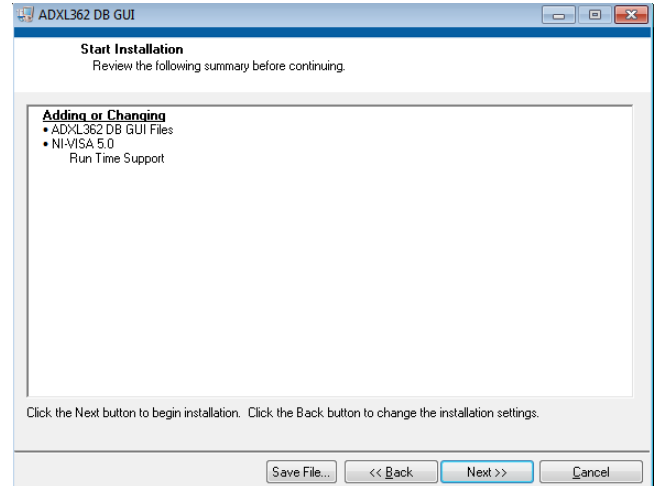 ADXL362 DB GUI
Start Installation
Review the following summary before continuing.
Adding or Changing
• ADXL362 DB GUI Files
• NI-VISA 5.0
Run Time Support
Click the Next button to begin installation. Click the Back button to change the installation settings.
Save File...
<< Back
Next >>
Cancel